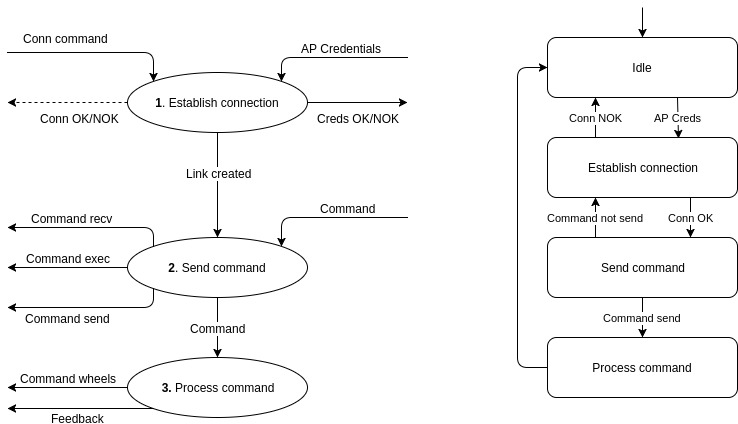 Conn command
AP Credentials
1. Establish connection
Conn OK/NOK
Creds OK/NOK
Link created
Command recv
Command
Command exec
2. Send command
Command send
Command
Command wheels
3. Process command
Feedback
Idle
Conn NOK
AP Creds
Establish connection
Command not send
Conn OK
Send command
Command send
Process command